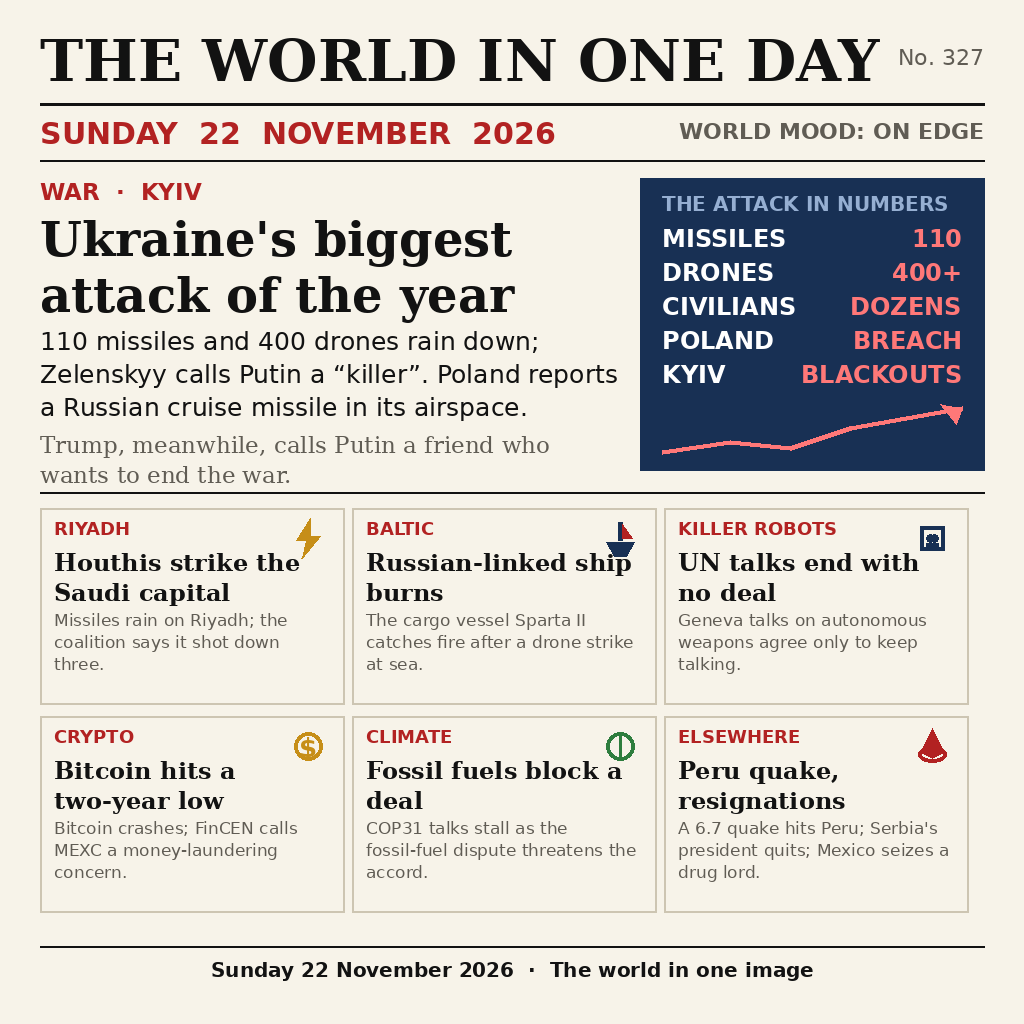 THE WORLD IN ONE DAY No. 327
SUNDAY 22 NOVEMBER 2026
WORLD MOOD: ON EDGE
WAR · KYIV
Ukraine's biggest
attack of the year
110 missiles and 400 drones rain down;
Zelenskyy calls Putin a “killer”. Poland reports
a Russian cruise missile in its airspace.
Trump, meanwhile, calls Putin a friend who
wants to end the war.
THE ATTACK IN NUMBERS
MISSILES 110
DRONES 400+
CIVILIANS DOZENS
POLAND BREACH
KYIV BLACKOUTS
RIYADH
Houthis strike the
Saudi capital
Missiles rain on Riyadh; the
coalition says it shot down
three.
BALTIC
Russian-linked ship
burns
The cargo vessel Sparta II
catches fire after a drone strike
at sea.
KILLER ROBOTS
UN talks end with
no deal
Geneva talks on autonomous
weapons agree only to keep
talking.
CRYPTO
$
Bitcoin hits a
two-year low
Bitcoin crashes; FinCEN calls
MEXC a money-laundering
concern.
CLIMATE
Fossil fuels block a
deal
COP31 talks stall as the
fossil-fuel dispute threatens the
accord.
ELSEWHERE
Peru quake,
resignations
A 6.7 quake hits Peru; Serbia's
president quits; Mexico seizes a
drug lord.
Sunday 22 November 2026 · The world in one image